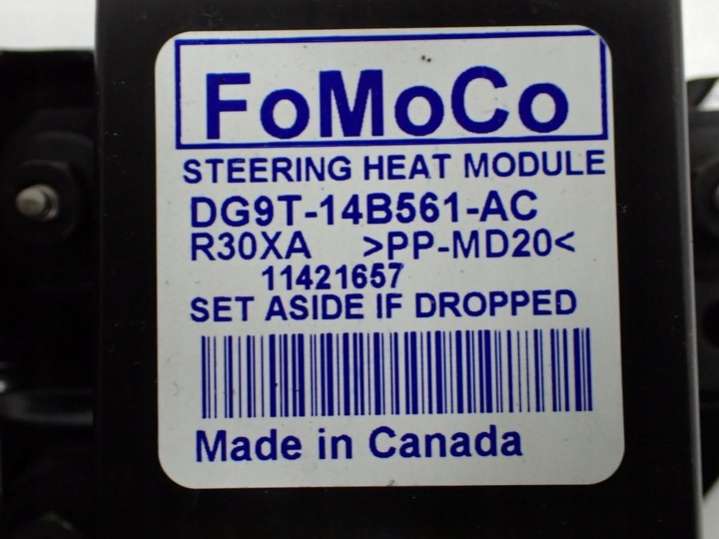 FoMoCo
STEERING HEAT MODULE
DG9T-14B561-AC
R30XA >PP-MD20<
11421657
SET ASIDE IF DROPPED
Made in Canada